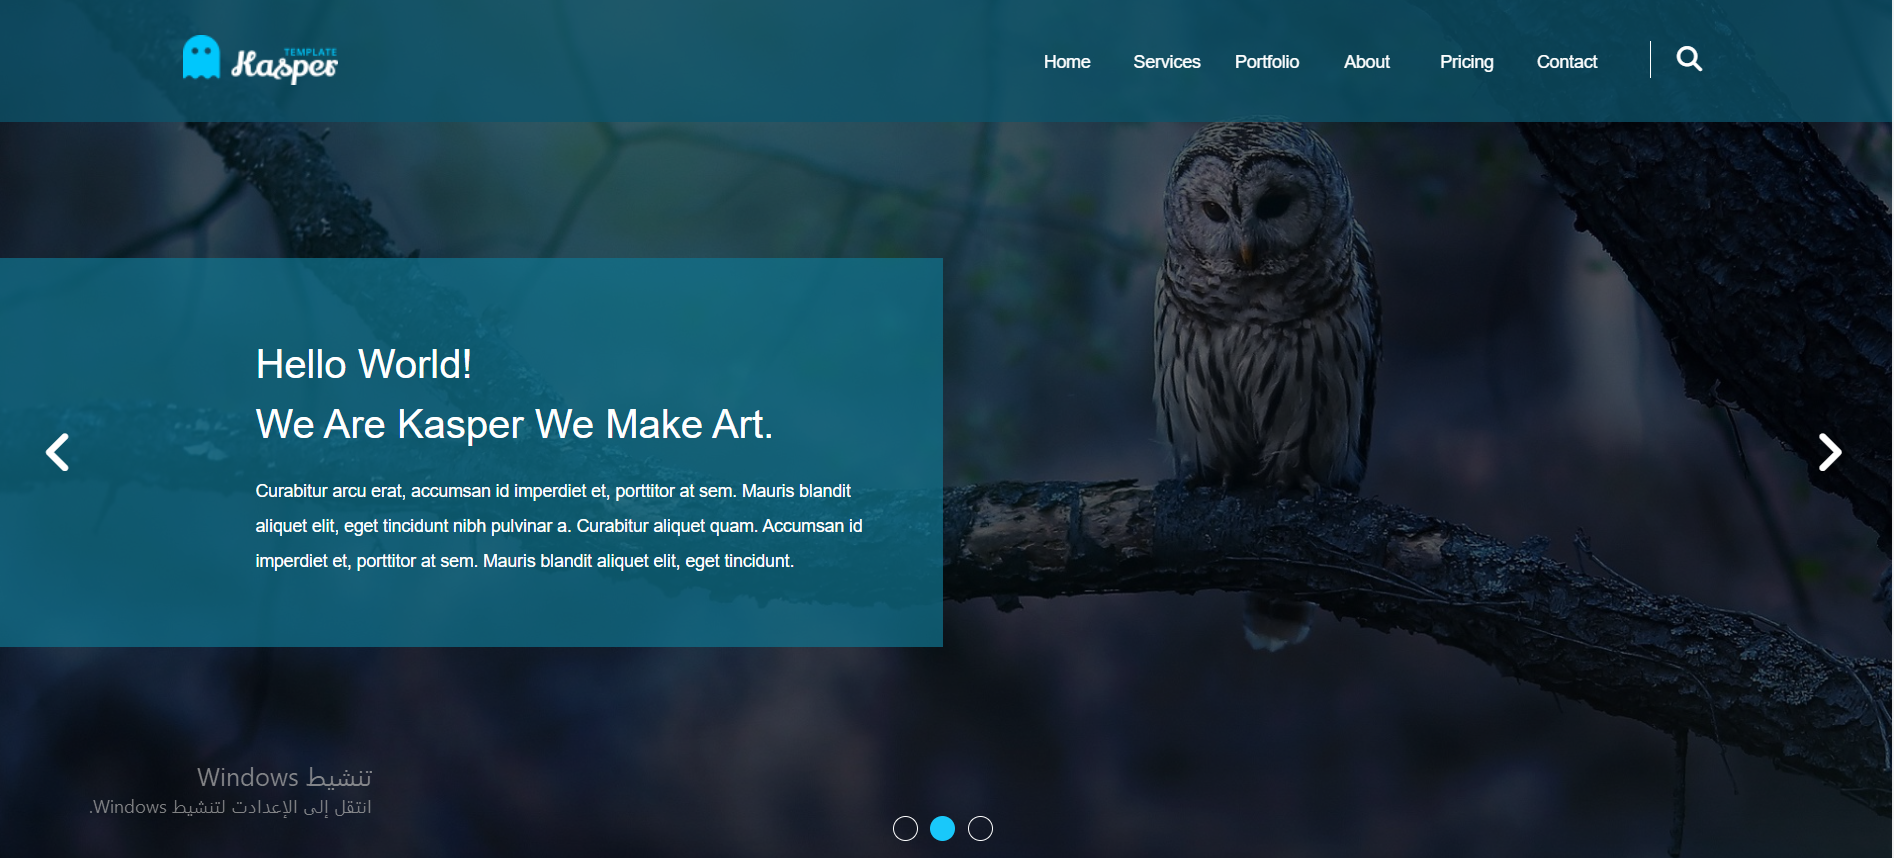 TEMPLATE
Kasper
Home Services Portfolio About Pricing Contact
Hello World!
We Are Kasper We Make Art.
Curabitur arcu erat, accumsan id imperdiet et, porttitor at sem. Mauris blandit
aliquet elit, eget tincidunt nibh pulvinar a. Curabitur aliquet quam. Accumsan id
imperdiet et, porttitor at sem. Mauris blandit aliquet elit, eget tincidunt.
تنشيط Windows
انتقل إلى الإعدادت لتنشيط Windows.